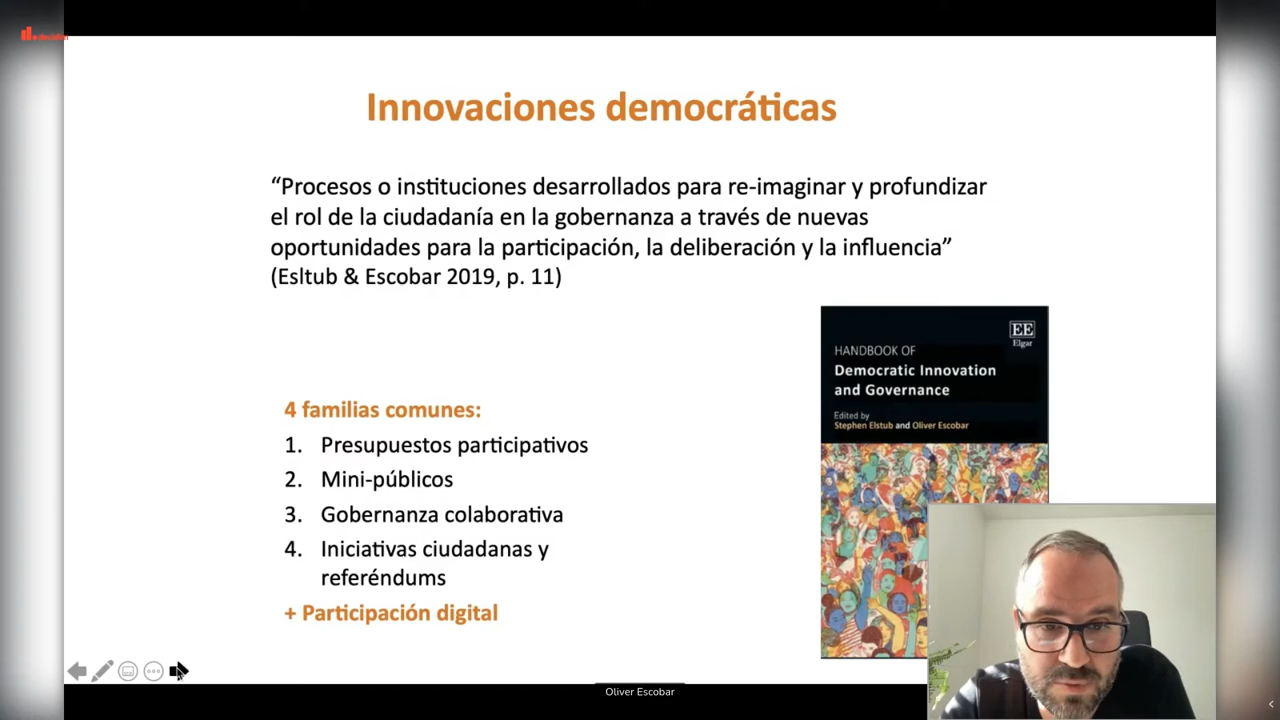 Innovaciones democráticas
“Procesos o instituciones desarrollados para re-imaginar y profundizar
el rol de la ciudadanía en la gobernanza a través de nuevas
oportunidades para la participación, la deliberación y la influencia”
(Esltub & Escobar 2019, p. 11)
EE
Elgar
HANDBOOK OF
Democratic Innovation
and Governance
Edited by
Stephen Elstub and Oliver Escobar
4 familias comunes:
1. Presupuestos participativos
2. Mini-públicos
3. Gobernanza colaborativa
4. Iniciativas ciudadanas y
referéndums
+ Participación digital
Oliver Escobar